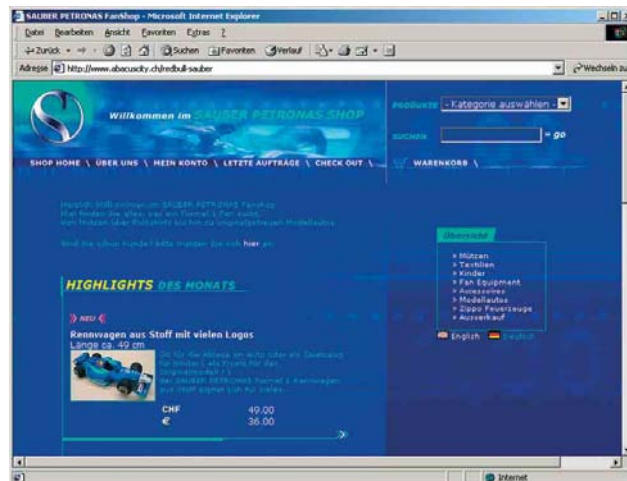 SAUBER PETRONAS FanShop - Microsoft Internet Explorer
Datei Bearbeiten Ansicht Favoriten Extras ?
Zurück Suchen Favoriten Verlauf
Adresse http://www.abacuscity.ch/redbull-sauber Wechseln zu
Willkommen im SAUBER PETRONAS SHOP
PRODUKTE - Kategorie auswählen -
SUCHEN » go
SHOP HOME \ ÜBER UNS \ MEIN KONTO \ LETZTE AUFTRÄGE \ CHECK OUT \
WARENKORB \
Herzlich Willkommen im SAUBER PETRONAS Fanshop
Hier finden Sie alles, was ein Formel 1 Fan sucht.
Von Mützen über Poloshirts bis hin zu originalgetreuen Modellautos.
Sind Sie schon Kunde? Bitte melden Sie sich hier an.
Übersicht
» Mützen
» Textilien
» Kinder
» Fan Equipment
» Accessoires
» Modellautos
» Zippo Feuerzeuge
» Ausverkauf
English Deutsch
HIGHLIGHTS DES MONATS
NEU
Rennwagen aus Stoff mit vielen Logos
Länge ca. 49 cm
CHF 49.00
€ 36.00
Internet